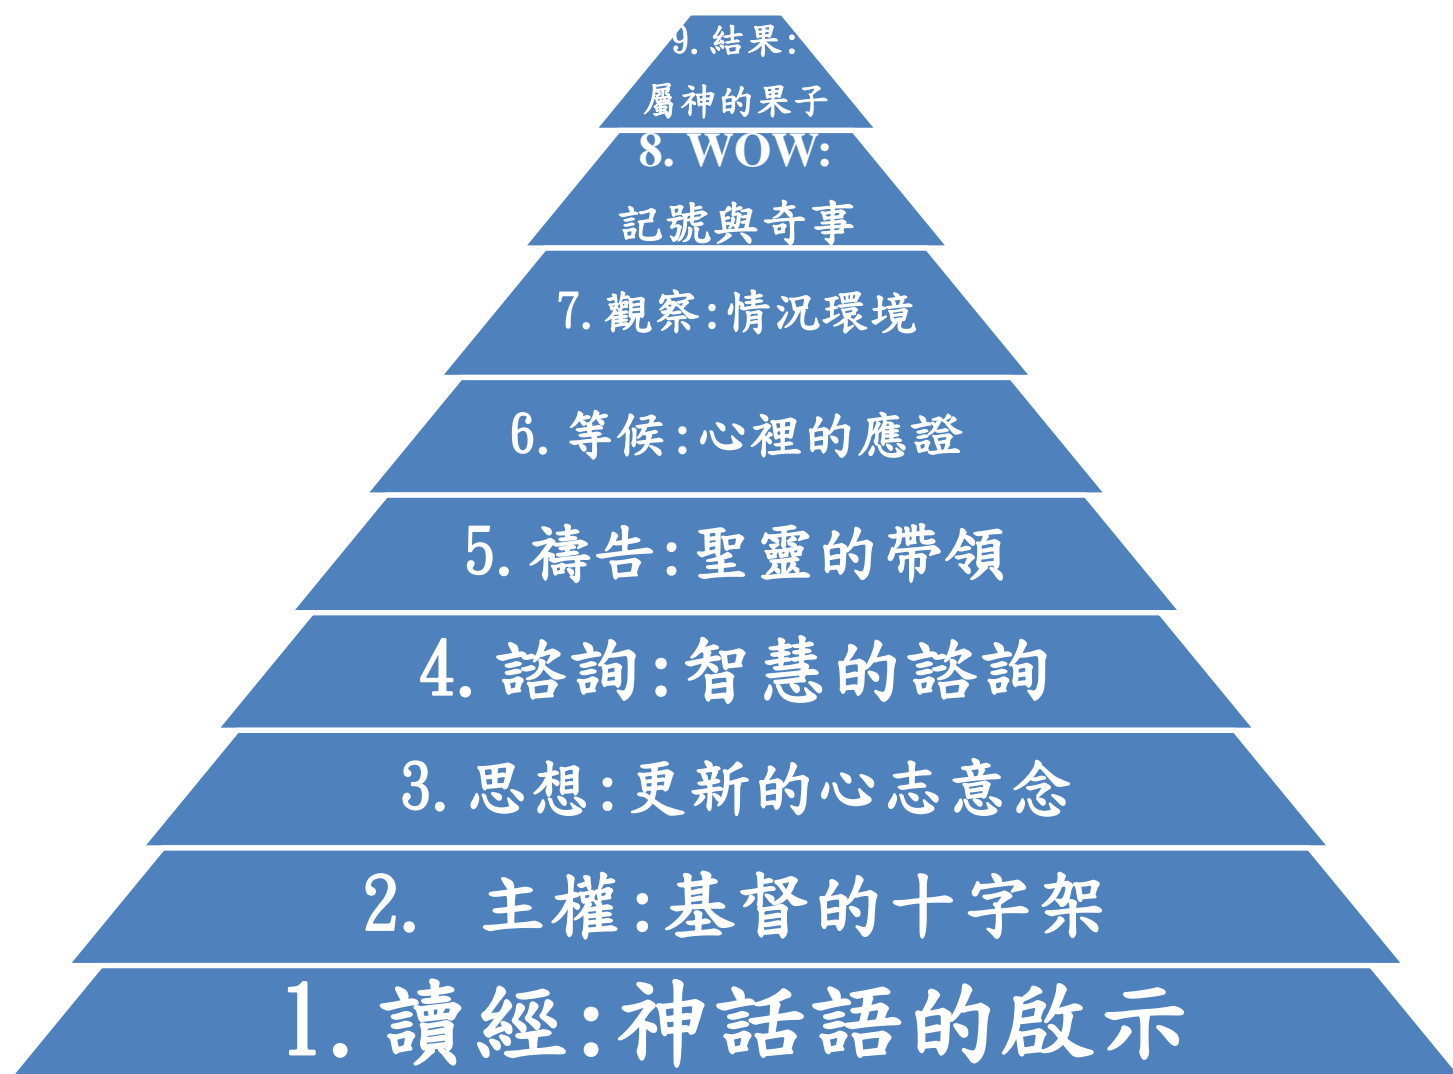 9.結果:
屬神的果子
8. WOW:
記號與奇事
7.觀察:情況環境
6.等候:心裡的應證
5.禱告:聖靈的帶領
4.諮詢:智慧的諮詢
3.思想:更新的心志意念
2. 主權:基督的十字架
1.讀經:神話語的啟示